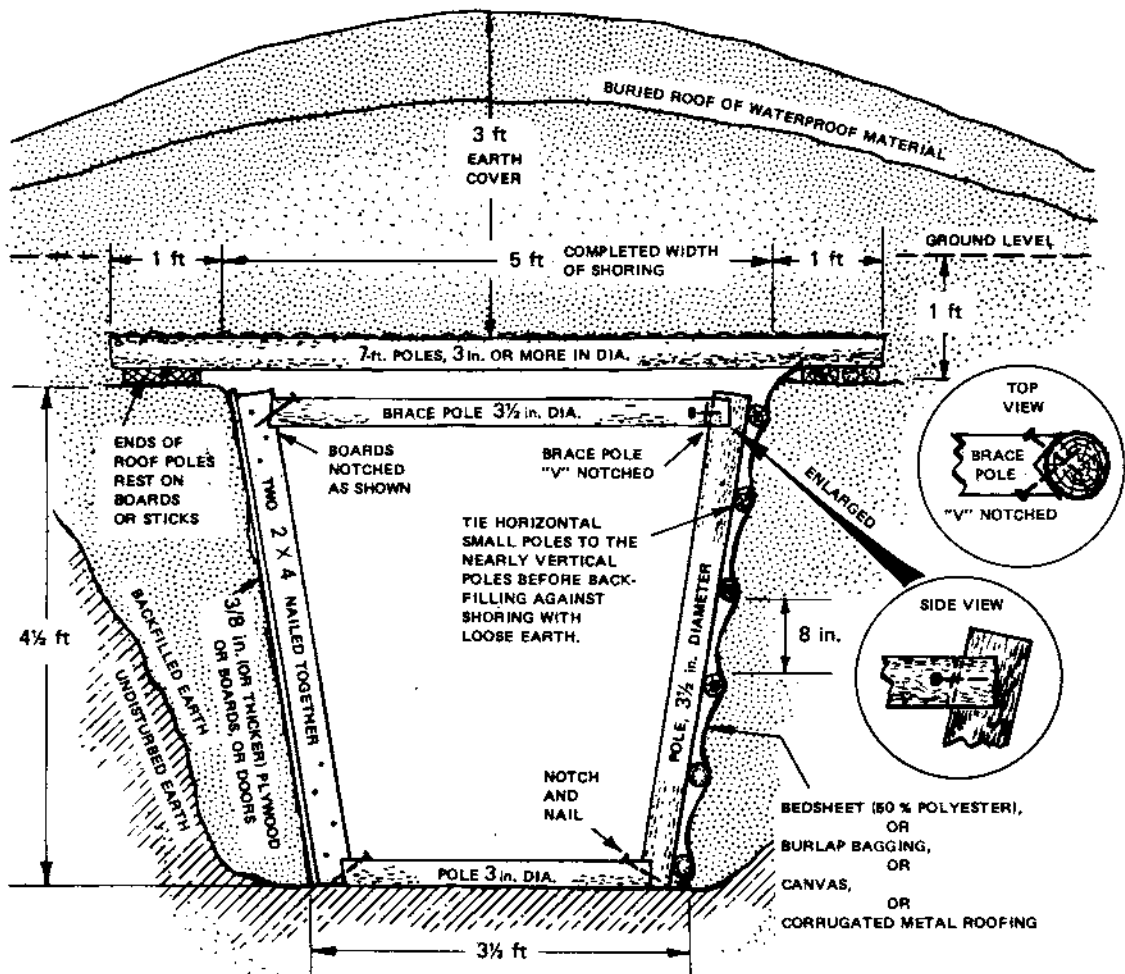 BURIED ROOF OF WATERPROOF MATERIAL
3 ft
EARTH
COVER
GROUND LEVEL
1 ft
5 ft
COMPLETED WIDTH
OF SHORING
1 ft
1 ft
7-ft. POLES, 3 in. OR MORE IN DIA.
BRACE POLE 3½ in. DIA.
ENDS OF
ROOF POLES
REST ON
BOARDS
OR STICKS
BOARDS
NOTCHED
AS SHOWN
BRACE POLE
"V" NOTCHED
ENLARGED
TOP
VIEW
BRACE
POLE
"V" NOTCHED
TIE HORIZONTAL
SMALL POLES TO THE
NEARLY VERTICAL
POLES BEFORE BACK-
FILLING AGAINST
SHORING WITH
LOOSE EARTH.
SIDE VIEW
8 in.
4½ ft
BACKFILLED EARTH
UNDISTURBED EARTH
3/8 in. (OR THICKER) PLYWOOD
OR BOARDS, OR DOORS
TWO 2 X 4 NAILED TOGETHER
POLE, 3½ in. DIAMETER
NOTCH
AND
NAIL
POLE 3 in. DIA.
BEDSHEET (50 % POLYESTER),
OR
BURLAP BAGGING,
OR
CANVAS,
OR
CORRUGATED METAL ROOFING
3½ ft